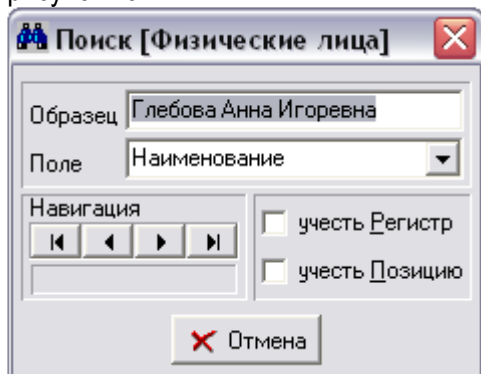 Поиск [Физические лица]
Образец Глебова Анна Игоревна
Поле Наименование
Навигация
учесть Регистр
учесть Позицию
Отмена